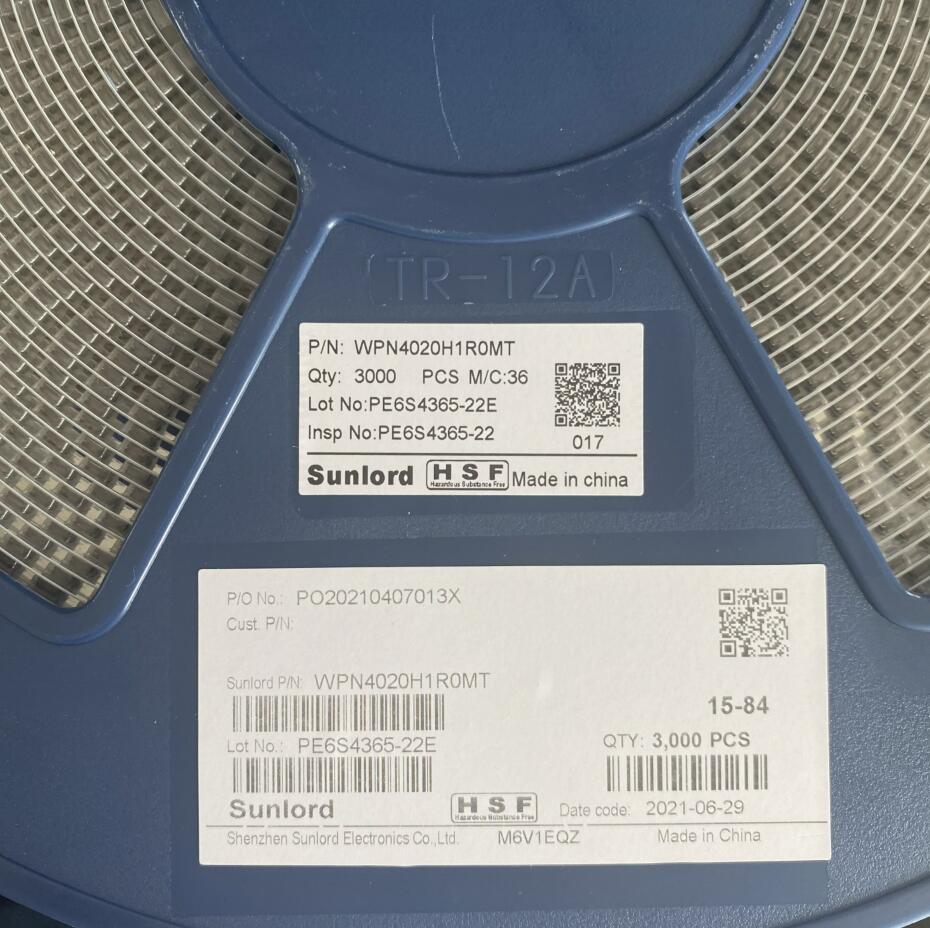 TR-12A
P/N: WPN4020H1R0MT
Qty: 3000 PCS M/C:36
Lot No:PE6S4365-22E
Insp No:PE6S4365-22
017
Sunlord HSF Made in china
Hazardous Substance Free
P/O No.: PO20210407013X
Cust. P/N:
Sunlord P/N: WPN4020H1R0MT
15-84
Lot No.: PE6S4365-22E
QTY: 3,000 PCS
Sunlord HSF Date code: 2021-06-29
Hazardous Substance Free
Shenzhen Sunlord Electronics Co.,Ltd. M6V1EQZ Made in China